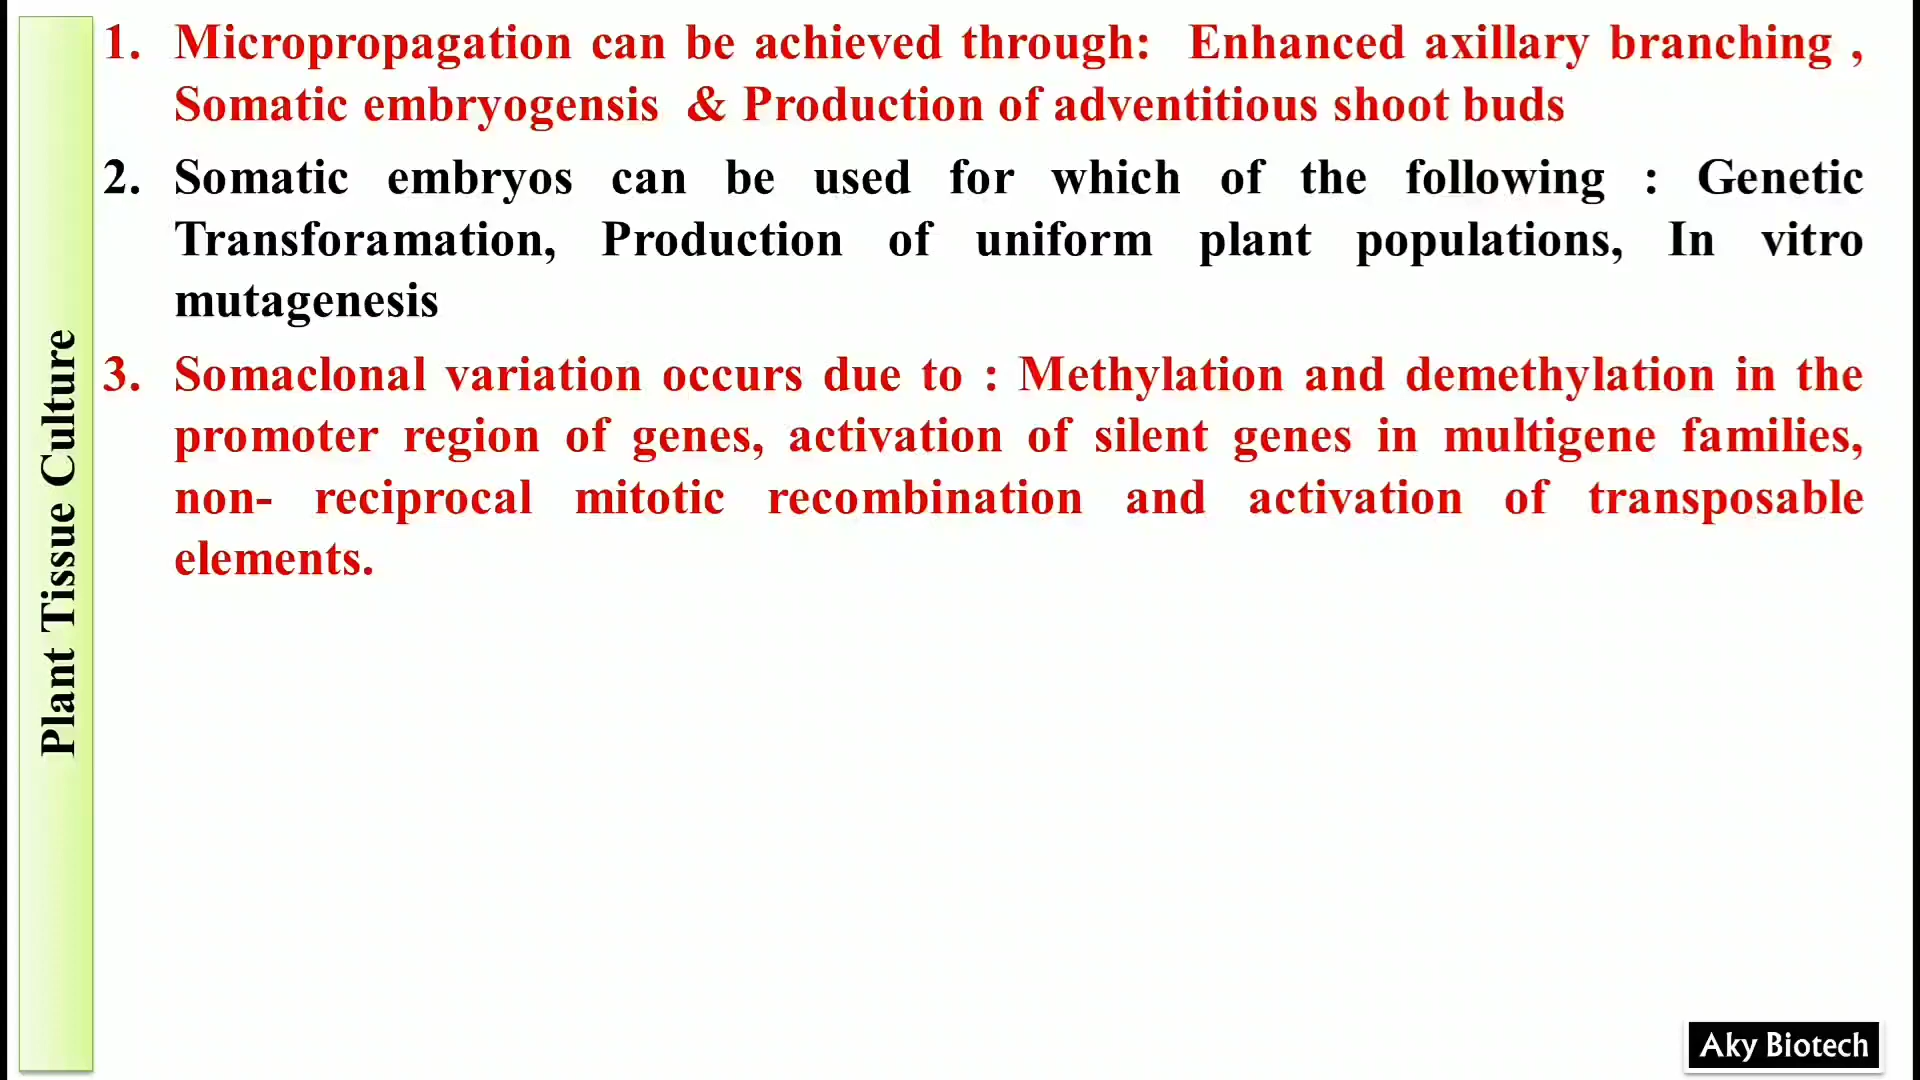 1. Micropropagation can be achieved through: Enhanced axillary branching ,
Somatic embryogensis & Production of adventitious shoot buds
2. Somatic embryos can be used for which of the following : Genetic
Transforamation, Production of uniform plant populations, In vitro
mutagenesis
3. Somaclonal variation occurs due to : Methylation and demethylation in the
promoter region of genes, activation of silent genes in multigene families,
non- reciprocal mitotic recombination and activation of transposable
elements.
Plant Tissue Culture
Aky Biotech